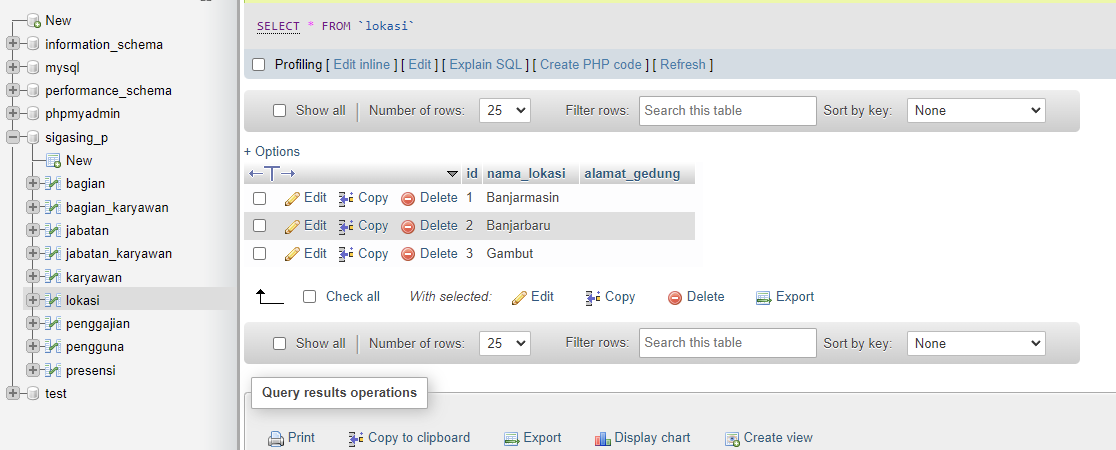 New
information_schema
mysql
performance_schema
phpmyadmin
sigasing_p
New
bagian
bagian_karyawan
jabatan
jabatan_karyawan
karyawan
lokasi
penggajian
pengguna
presensi
test
SELECT * FROM `lokasi`
Profiling [ Edit inline ] [ Edit ] [ Explain SQL ] [ Create PHP code ] [ Refresh ]
Show all Number of rows: 25 Filter rows: Search this table Sort by key: None
+ Options
←T→ id nama_lokasi alamat_gedung
Edit Copy Delete 1 Banjarmasin
Edit Copy Delete 2 Banjarbaru
Edit Copy Delete 3 Gambut
Check all With selected: Edit Copy Delete Export
Show all Number of rows: 25 Filter rows: Search this table Sort by key: None
Query results operations
Print Copy to clipboard Export Display chart Create view